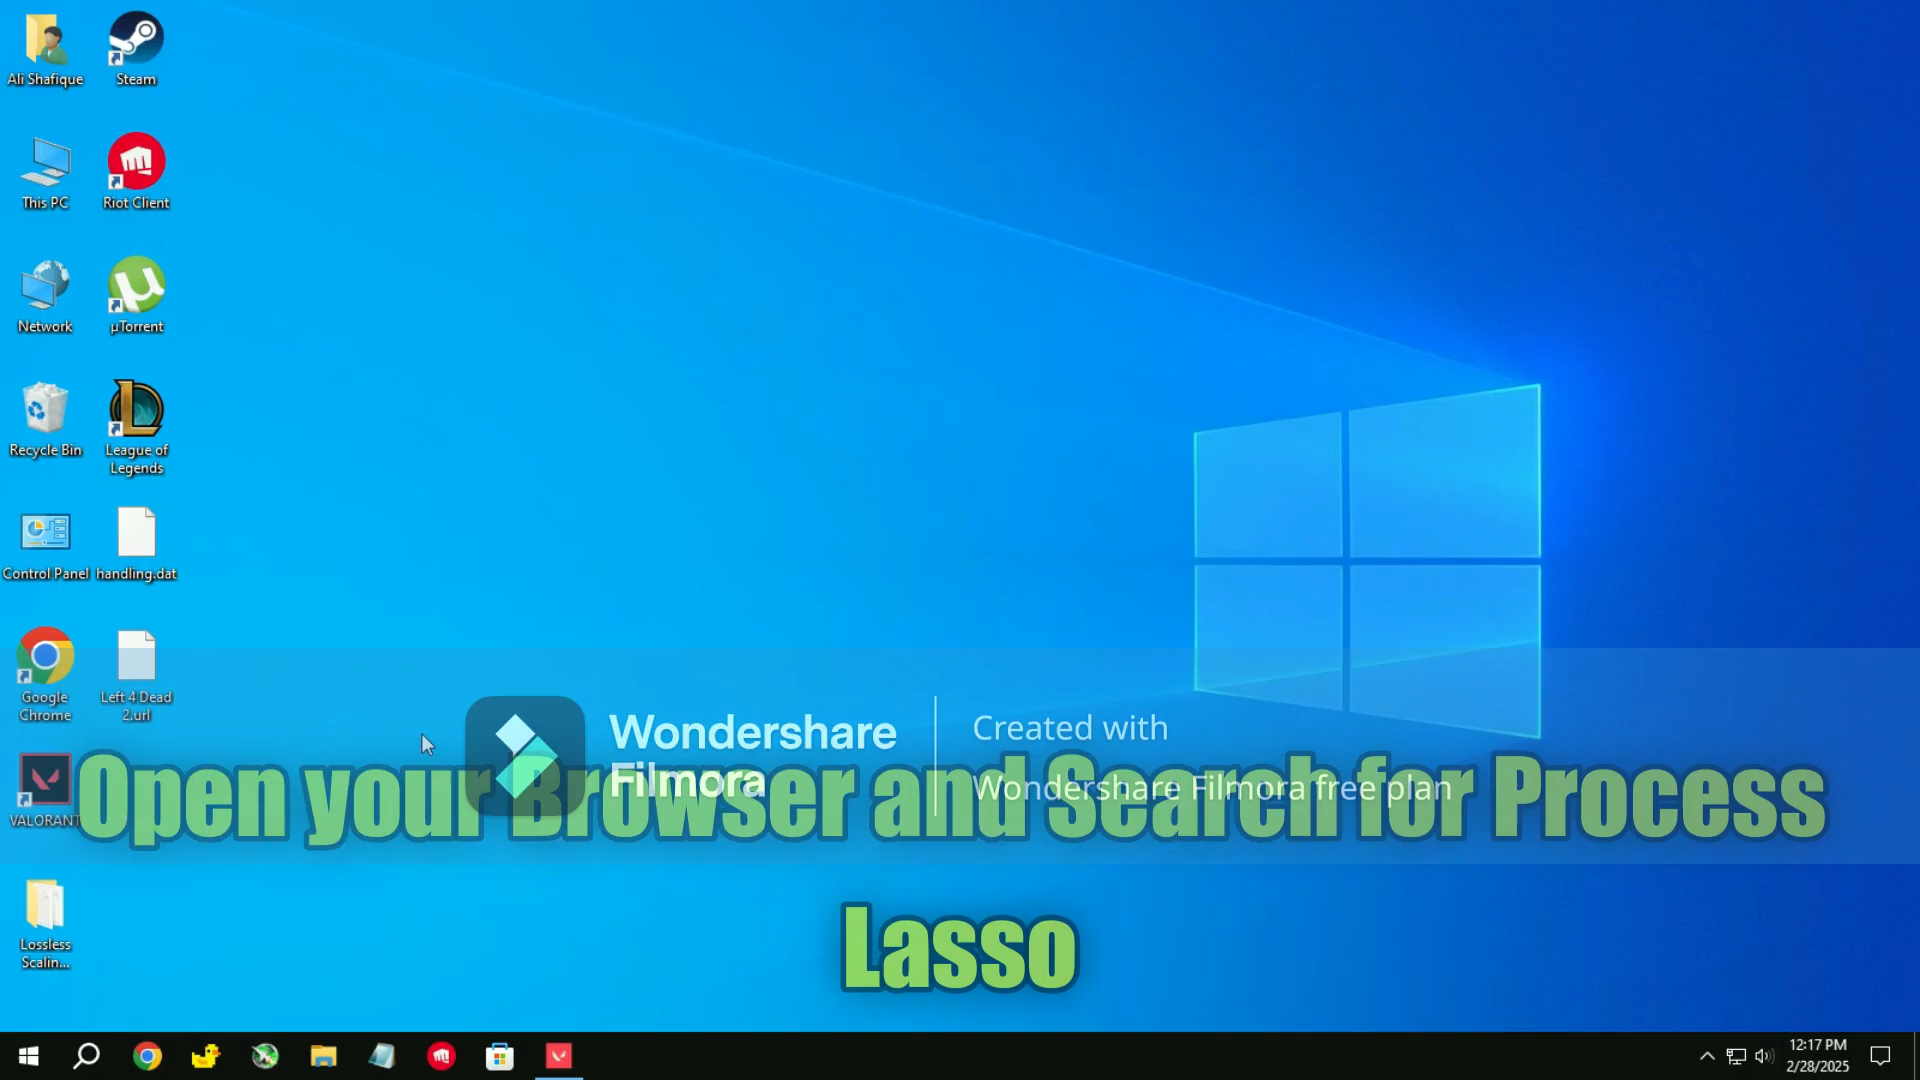 Ali Shafique
Steam
This PC
Riot Client
Network
µTorrent
Recycle Bin
League of
Legends
Control Panel
handling.dat
Google
Chrome
Left 4 Dead
2.url
Wondershare
Filmora
Created with
Wondershare Filmora free plan
VALORANT
Open your Browser and Search for Process
Lasso
Lossless
Scalin...
12:17 PM
2/28/2025